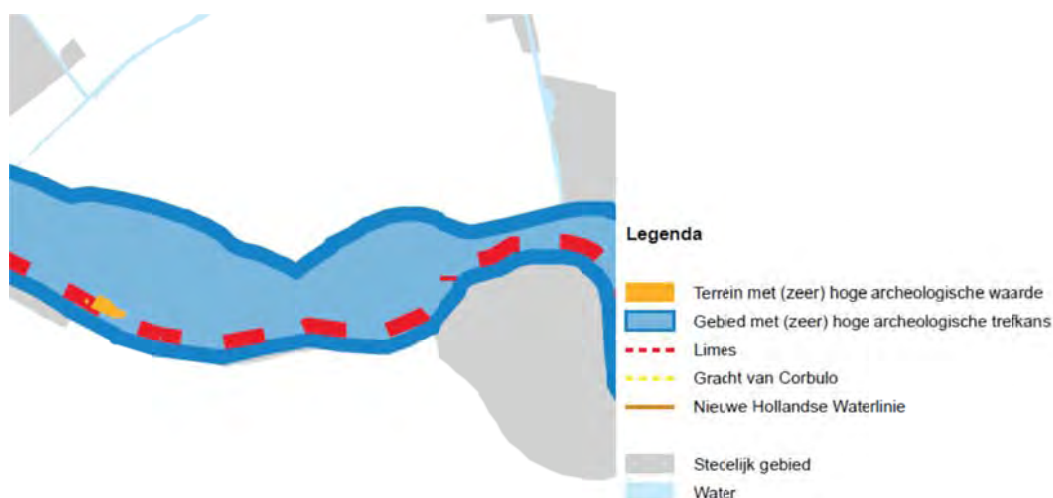 Legenda
Terrein met (zeer) hoge archeologische waarde
Gebied met (zeer) hoge archeologische trefkans
Limes
Gracht van Corbulo
Nieuwe Hollandse Waterlinie
Stedelijk gebied
Water